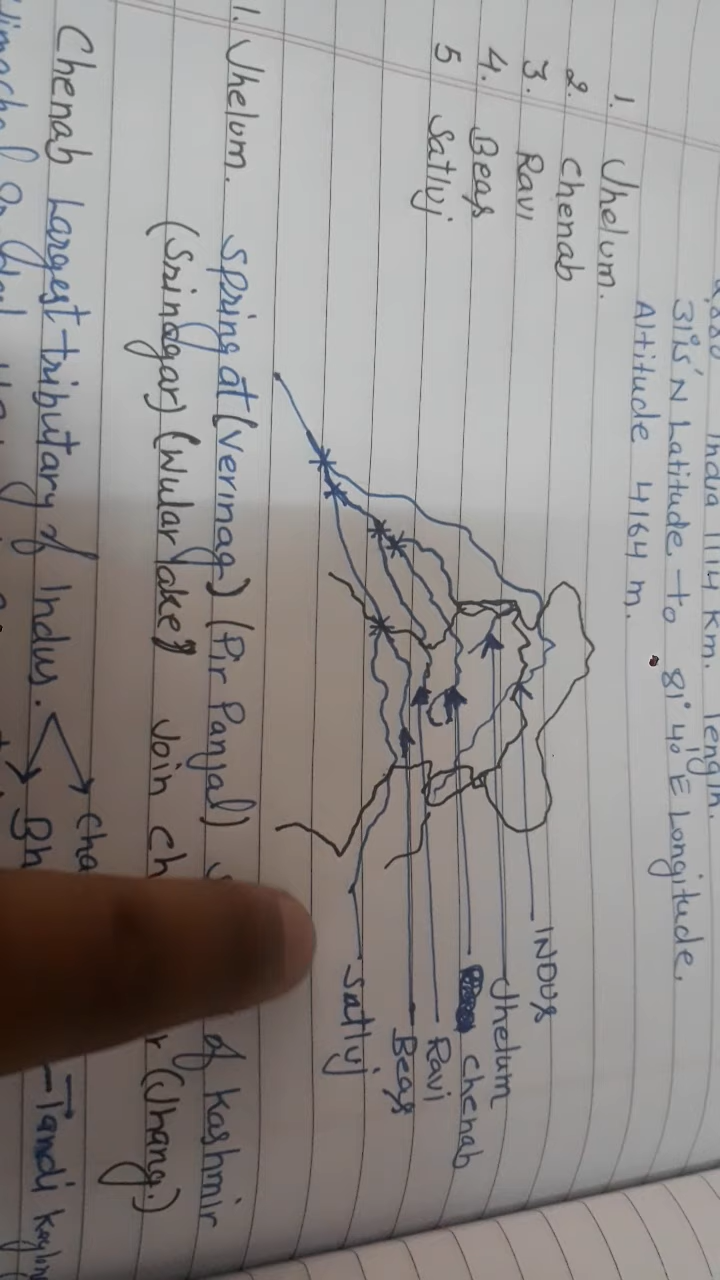 India 1114 Km. length.
31°15' N Latitude to 81° 40' E Longitude.
Altitude 4164 m.
1. Jhelum.
2. Chenab
3. Ravi
4. Beas
5 Satluj
INDUS
Jhelum
Chenab
Ravi
Beas
Satluj
1. Jhelum. Spring at (Verinag) (Pir Panjal) of Kashmir
(Srinagar) (Wular lake) Join (Jhang.)
Chenab Largest tributary of Indus.
Tandi